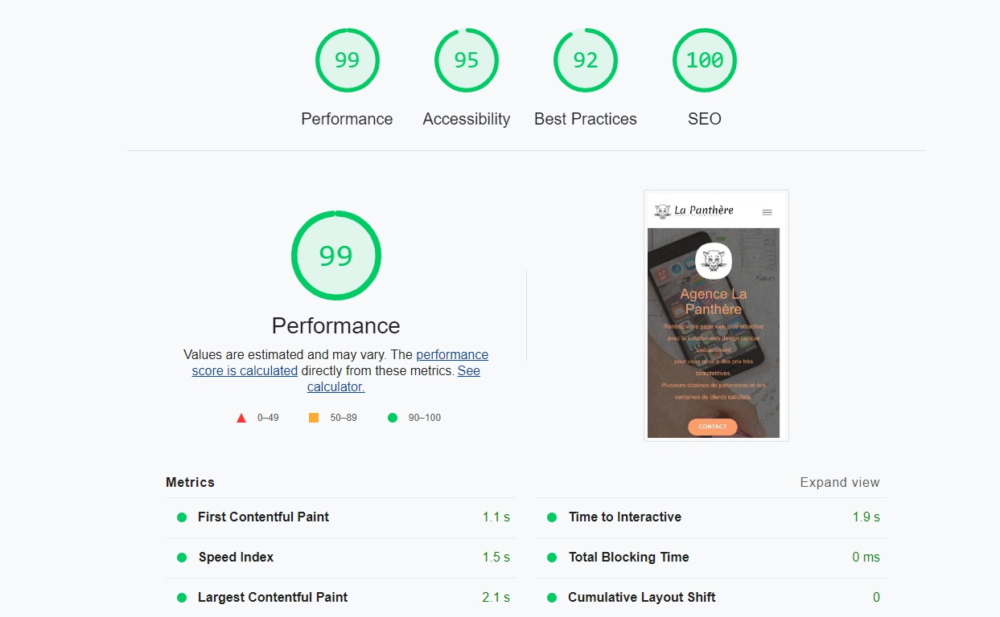 99
95
92
100
Performance
Accessibility
Best Practices
SEO
99
Performance
Values are estimated and may vary. The performance
score is calculated directly from these metrics. See
calculator.
0–49
50–89
90–100
La Panthère
Agence La
Panthère
Rendez votre page web plus attractive
avec la solution web design conçue
spécialement
pour vous et ou à des prix très
comptetitives.
Plusieurs dizaines de partenaires et des
centaines de clients satisfaits.
CONTACT
Metrics
Expand view
First Contentful Paint
1.1 s
Time to Interactive
1.9 s
Speed Index
1.5 s
Total Blocking Time
0 ms
Largest Contentful Paint
2.1 s
Cumulative Layout Shift
0